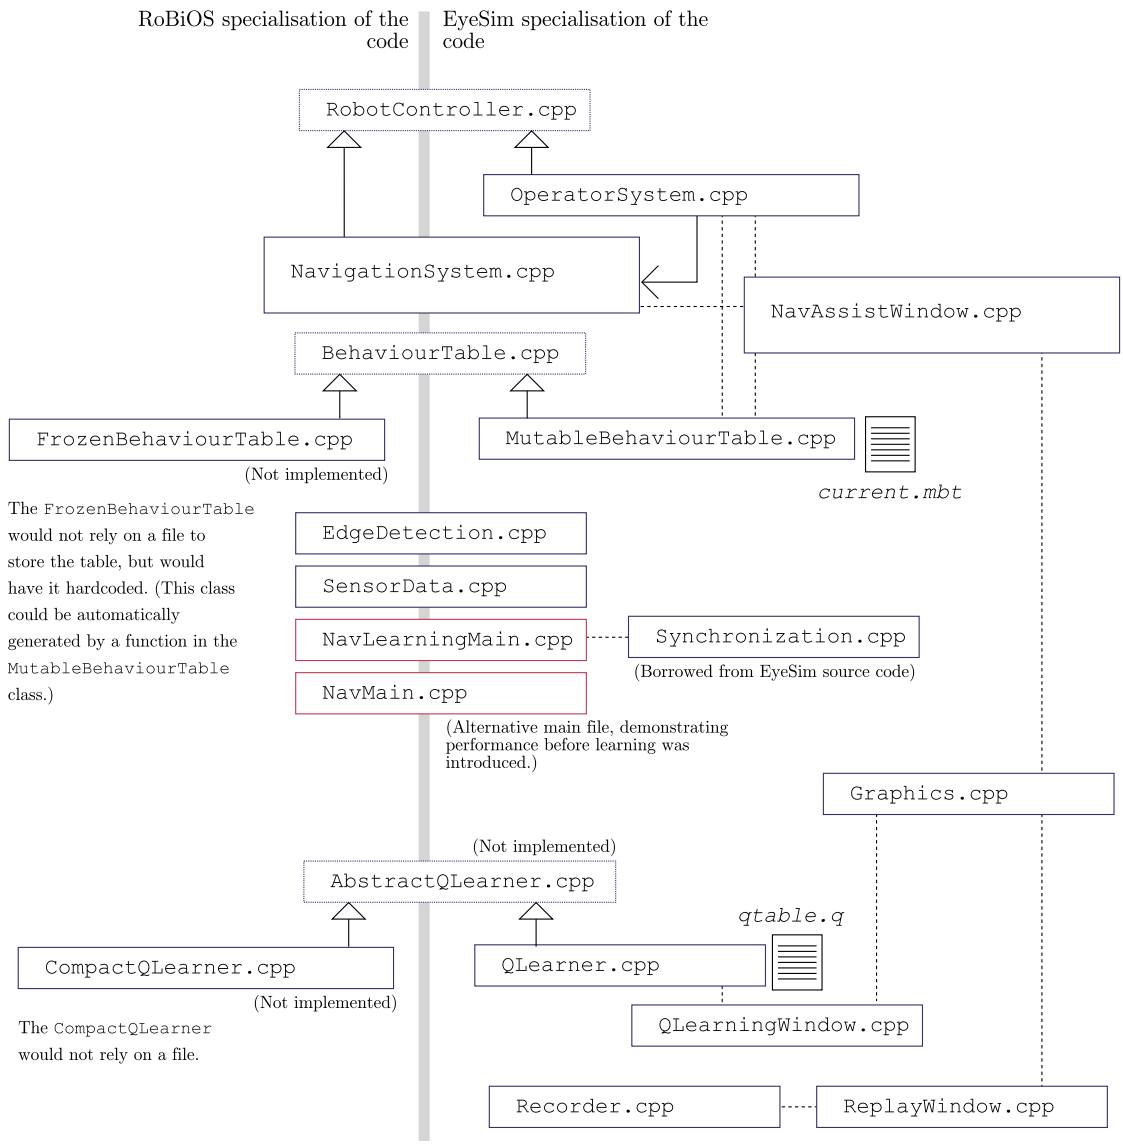 RoBiOS specialisation of the
code
EyeSim specialisation of the
code
RobotController.cpp
OperatorSystem.cpp
NavigationSystem.cpp
NavAssistWindow.cpp
BehaviourTable.cpp
FrozenBehaviourTable.cpp
(Not implemented)
MutableBehaviourTable.cpp
current.mbt
The FrozenBehaviourTable
would not rely on a file to
store the table, but would
have it hardcoded. (This class
could be automatically
generated by a function in the
MutableBehaviourTable
class.)
EdgeDetection.cpp
SensorData.cpp
NavLearningMain.cpp
Synchronization.cpp
(Borrowed from EyeSim source code)
NavMain.cpp
(Alternative main file, demonstrating
performance before learning was
introduced.)
Graphics.cpp
(Not implemented)
AbstractQLearner.cpp
qtable.q
CompactQLearner.cpp
(Not implemented)
QLearner.cpp
The CompactQLearner
would not rely on a file.
QLearningWindow.cpp
Recorder.cpp
ReplayWindow.cpp